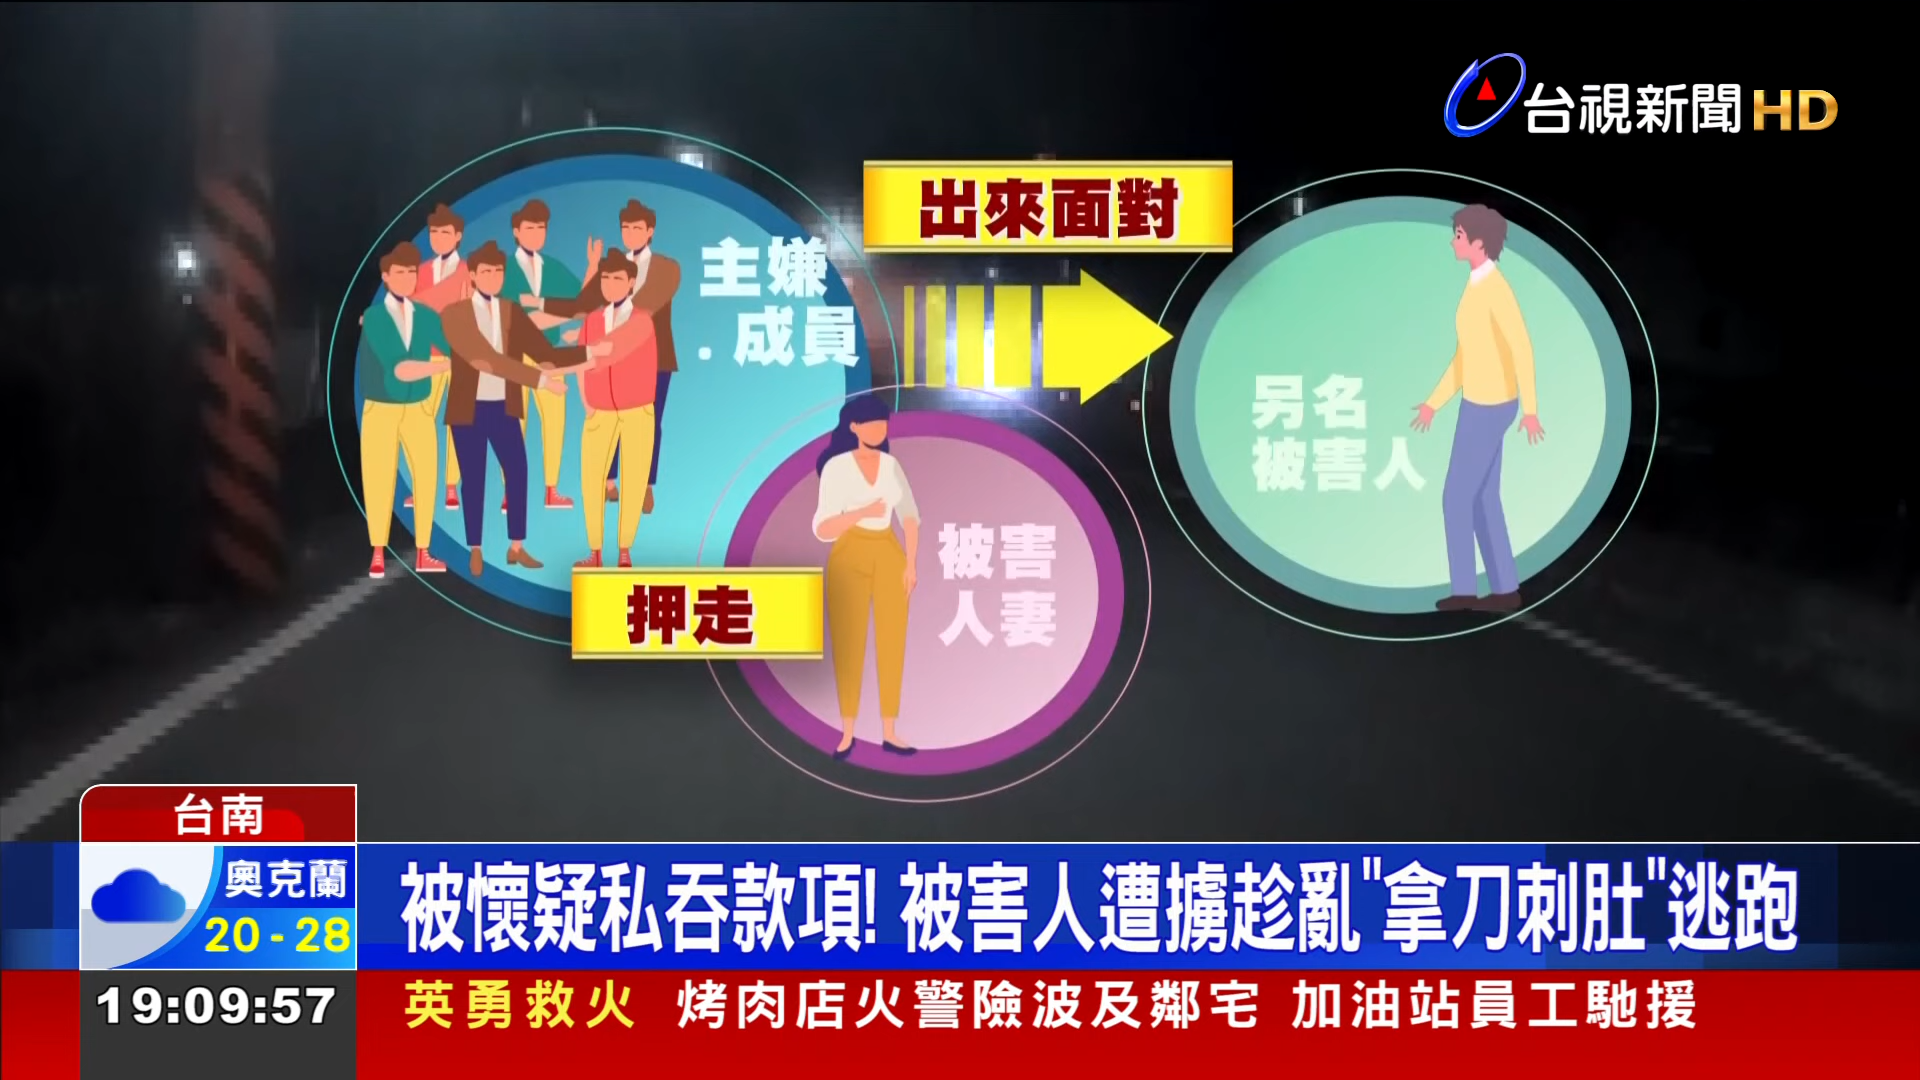 台視新聞HD
出來面對
主嫌
.成員
另名
被害人
押走
被害
人妻
台南
奧克蘭
20-28
被懷疑私吞款項! 被害人遭擄趁亂"拿刀刺肚"逃跑
19:09:57
英勇救火 烤肉店火警險波及鄰宅 加油站員工馳援